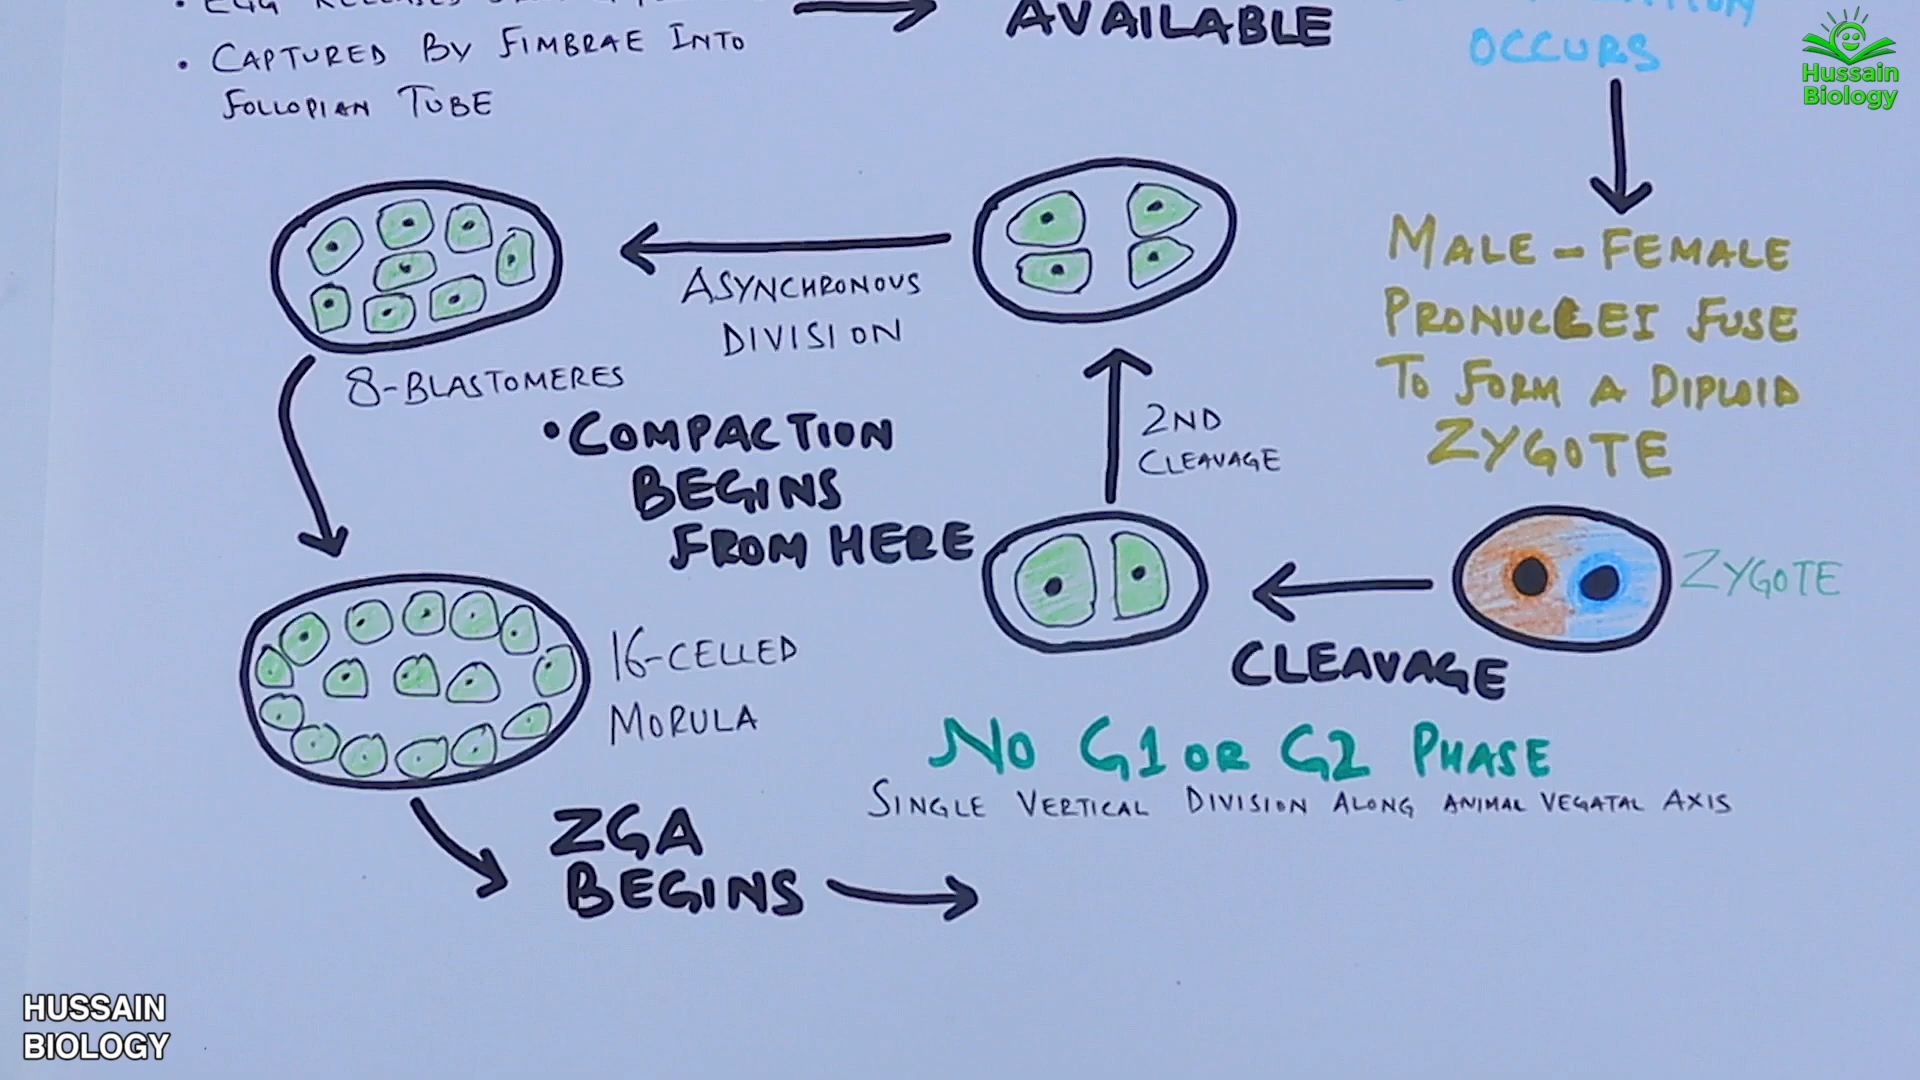 • CAPTURED BY FIMBRAE INTO
FOLLOPIAN TUBE
AVAILABLE
OCCURS
Hussain
Biology
MALE - FEMALE
PRONUCLEI FUSE
TO FORM A DIPLOID
ZYGOTE
ZYGOTE
CLEAVAGE
NO G1 OR G2 PHASE
SINGLE VERTICAL DIVISION ALONG ANIMAL VEGATAL AXIS
2ND
CLEAVAGE
ASYNCHRONOUS
DIVISION
8-BLASTOMERES
• COMPACTION
BEGINS
FROM HERE
16-CELLED
MORULA
ZGA
BEGINS
HUSSAIN
BIOLOGY